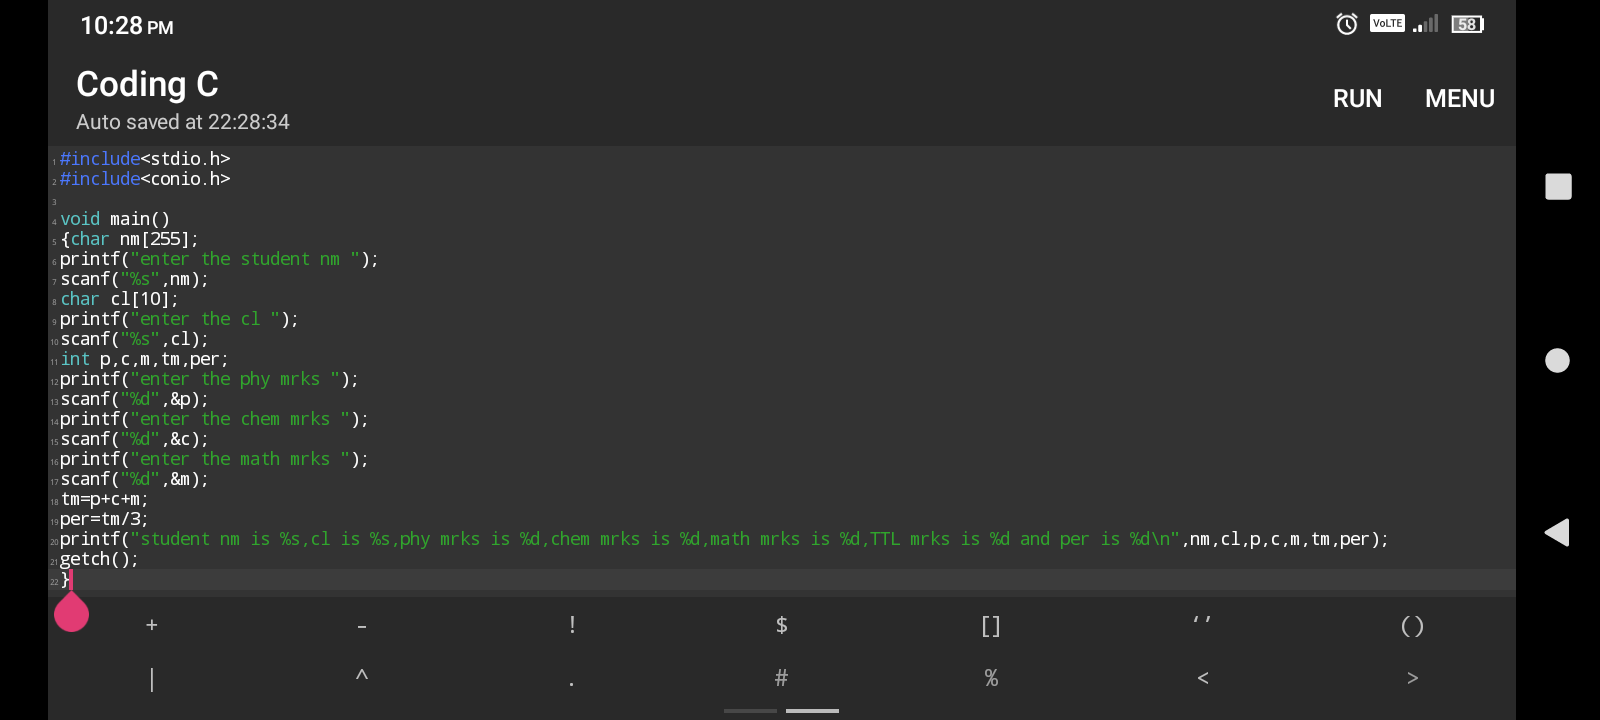 10:28 PM
VoLTE
58
Coding C
RUN
MENU
Auto saved at 22:28:34
1 #include<stdio.h>
2 #include<conio.h>
3
4 void main()
5 {char nm[255];
6 printf("enter the student nm ");
7 scanf("%s",nm);
8 char cl[10];
9 printf("enter the cl ");
10 scanf("%s",cl);
11 int p,c,m,tm,per;
12 printf("enter the phy mrks ");
13 scanf("%d",&p);
14 printf("enter the chem mrks ");
15 scanf("%d",&c);
16 printf("enter the math mrks ");
17 scanf("%d",&m);
18 tm=p+c+m;
19 per=tm/3;
20 printf("student nm is %s,cl is %s,phy mrks is %d,chem mrks is %d,math mrks is %d,TTL mrks is %d and per is %d\n",nm,cl,p,c,m,tm,per);
21 getch();
22 }
+ - ! $ [] ‘’ ()
| ^ . # % < >